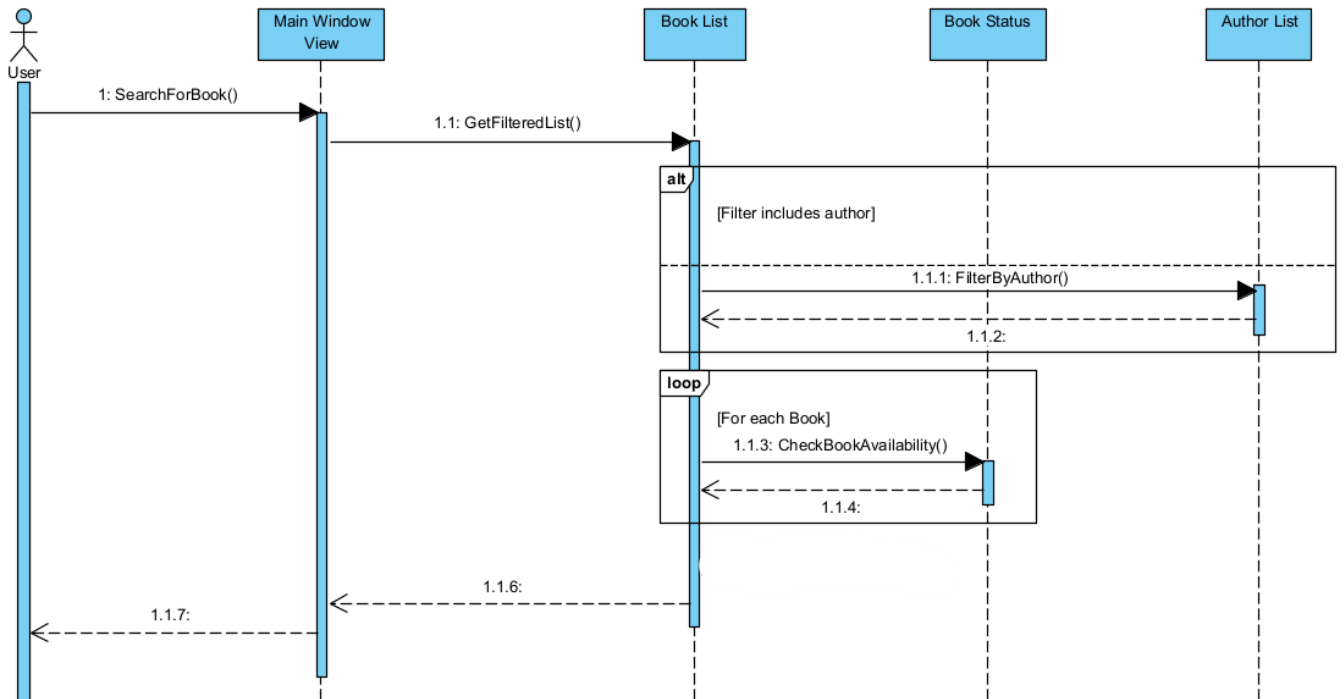 User
Main Window
View
Book List
Book Status
Author List
1: SearchForBook()
1.1: GetFilteredList()
alt
[Filter includes author]
1.1.1: FilterByAuthor()
1.1.2:
loop
[For each Book]
1.1.3: CheckBookAvailability()
1.1.4:
1.1.6:
1.1.7: